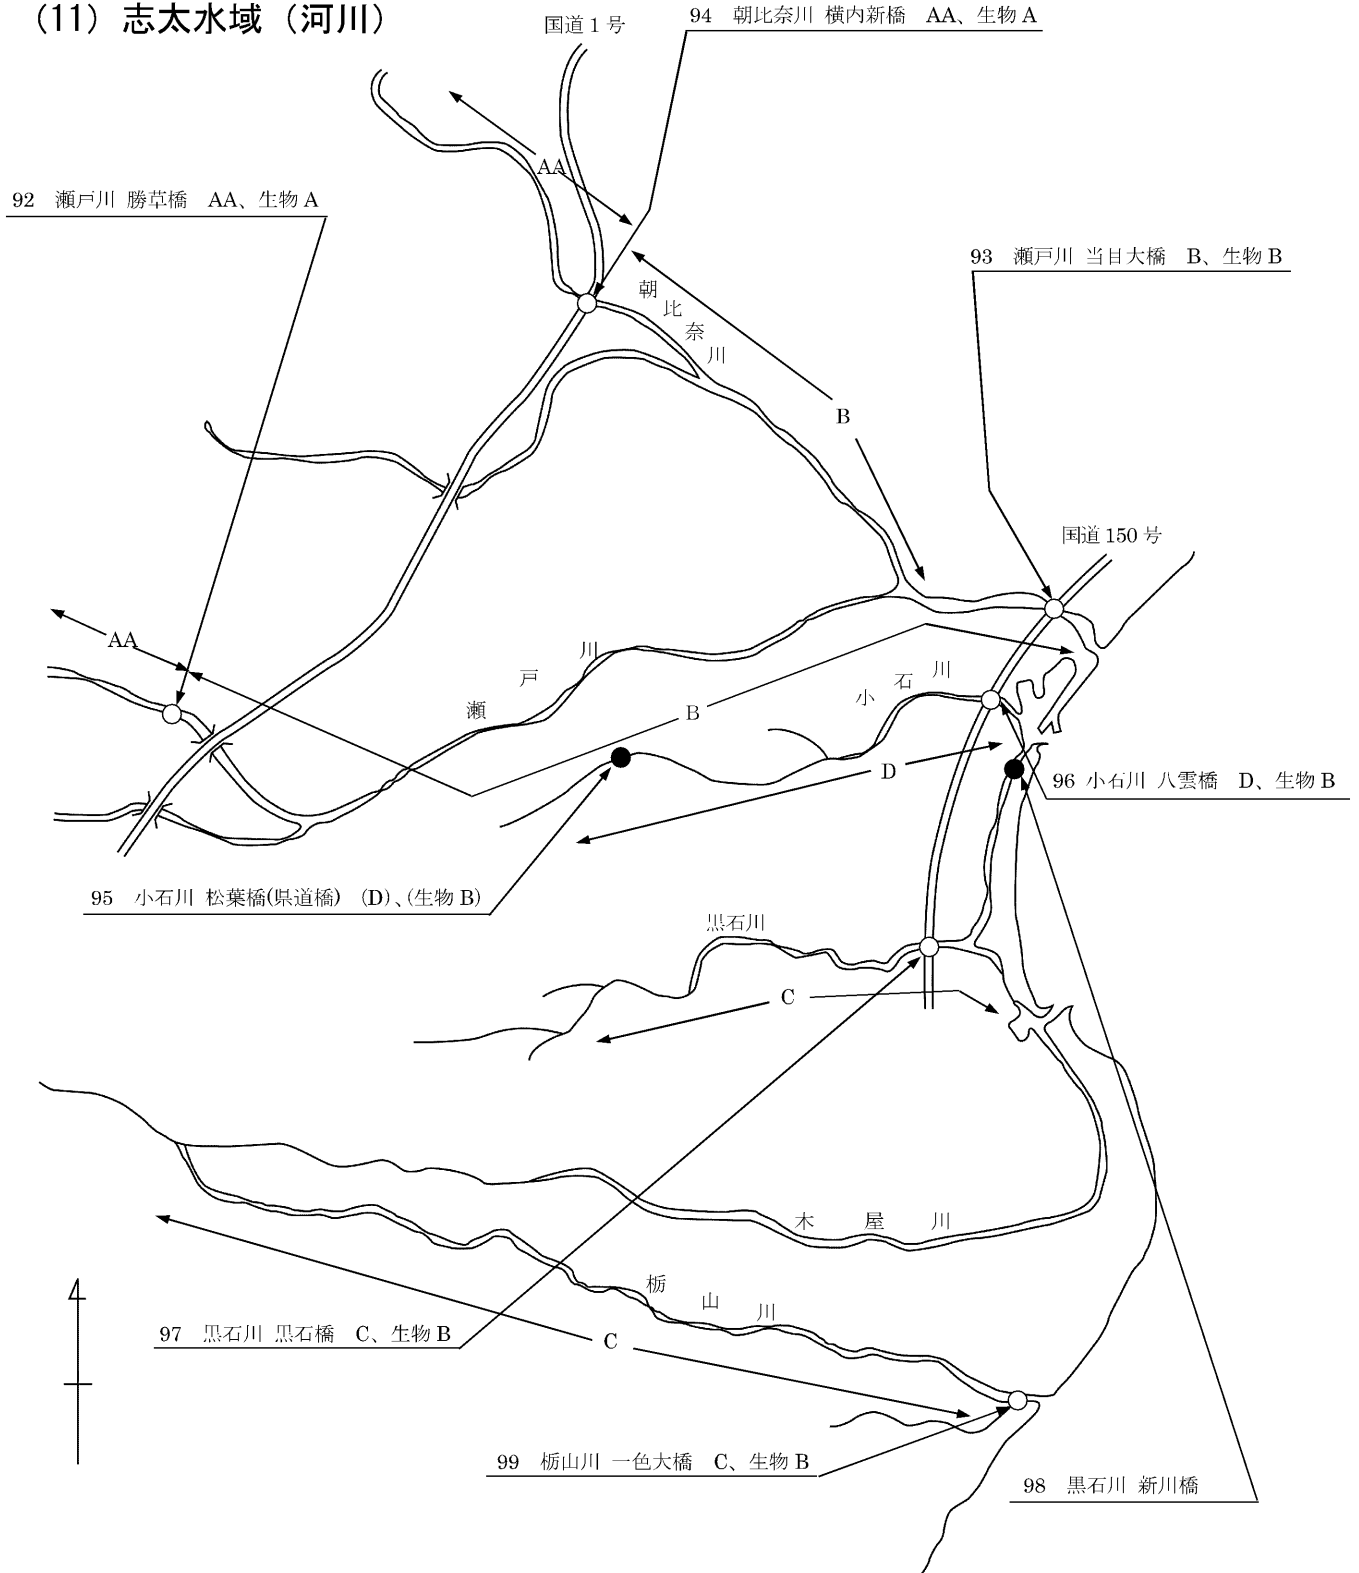 (11) 志太水域（河川）
国道1号
94 朝比奈川 横内新橋 AA、生物A
AA
92 瀬戸川 勝草橋 AA、生物A
93 瀬戸川 当目大橋 B、生物B
朝比奈川
B
国道150号
AA
瀬戸川
小石川
B
D
96 小石川 八雲橋 D、生物B
95 小石川 松葉橋(県道橋) (D)、(生物B)
黒石川
C
木屋川
栃山川
97 黒石川 黒石橋 C、生物B
C
99 栃山川 一色大橋 C、生物B
98 黒石川 新川橋